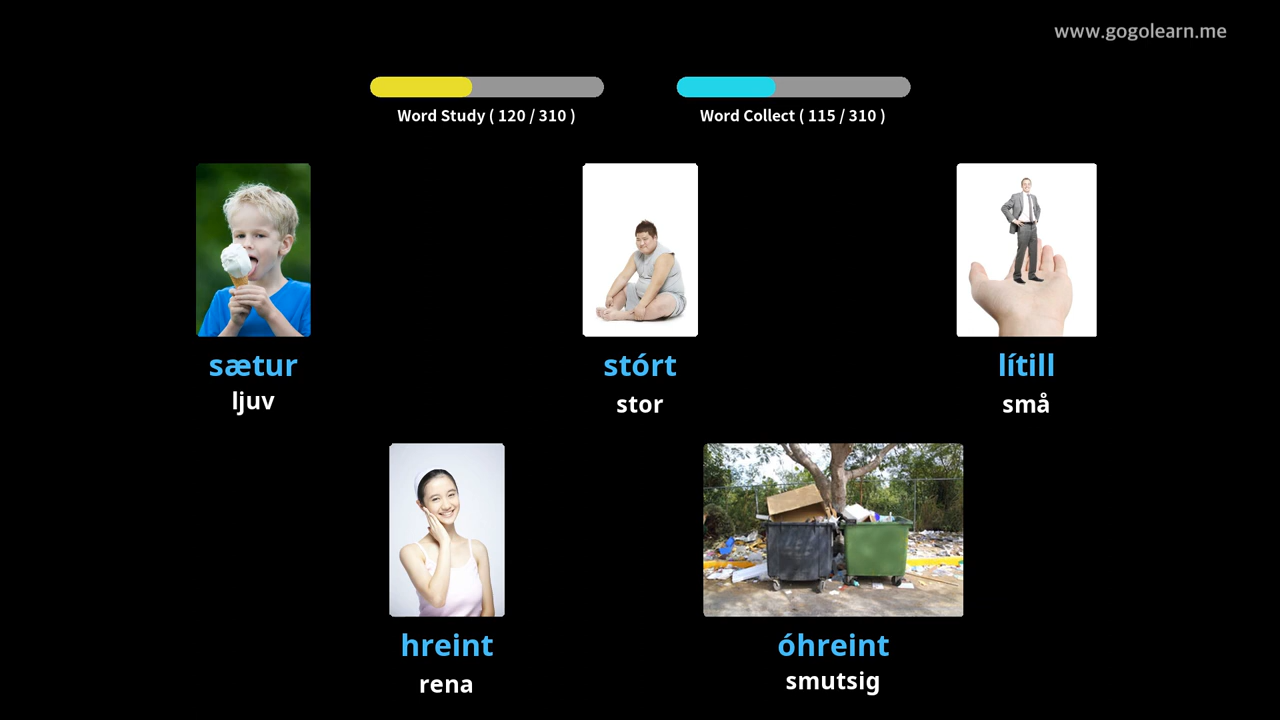 www.gogolearn.me
Word Study ( 120 / 310 )
Word Collect ( 115 / 310 )
sætur
ljuv
stórt
stor
lítill
små
hreint
rena
óhreint
smutsig